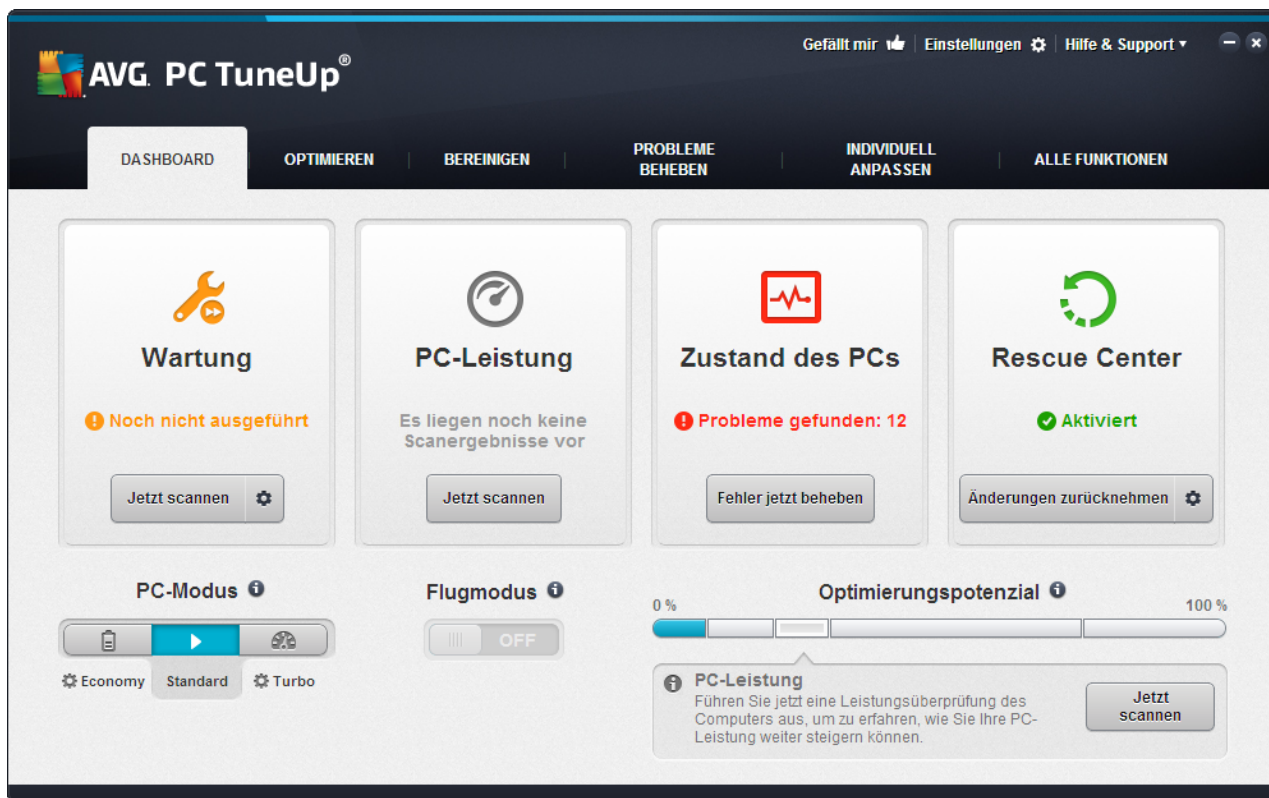 Gefällt mir | Einstellungen | Hilfe & Support
AVG. PC TuneUp®
DASHBOARD
OPTIMIEREN
BEREINIGEN
PROBLEME
BEHEBEN
INDIVIDUELL
ANPASSEN
ALLE FUNKTIONEN
Wartung
Noch nicht ausgeführt
Jetzt scannen
PC-Leistung
Es liegen noch keine
Scanergebnisse vor
Jetzt scannen
Zustand des PCs
Probleme gefunden: 12
Fehler jetzt beheben
Rescue Center
Aktiviert
Änderungen zurücknehmen
PC-Modus
Economy
Standard
Turbo
Flugmodus
OFF
Optimierungspotenzial
0 %
100 %
PC-Leistung
Führen Sie jetzt eine Leistungsüberprüfung des
Computers aus, um zu erfahren, wie Sie Ihre PC-
Leistung weiter steigern können.
Jetzt
scannen